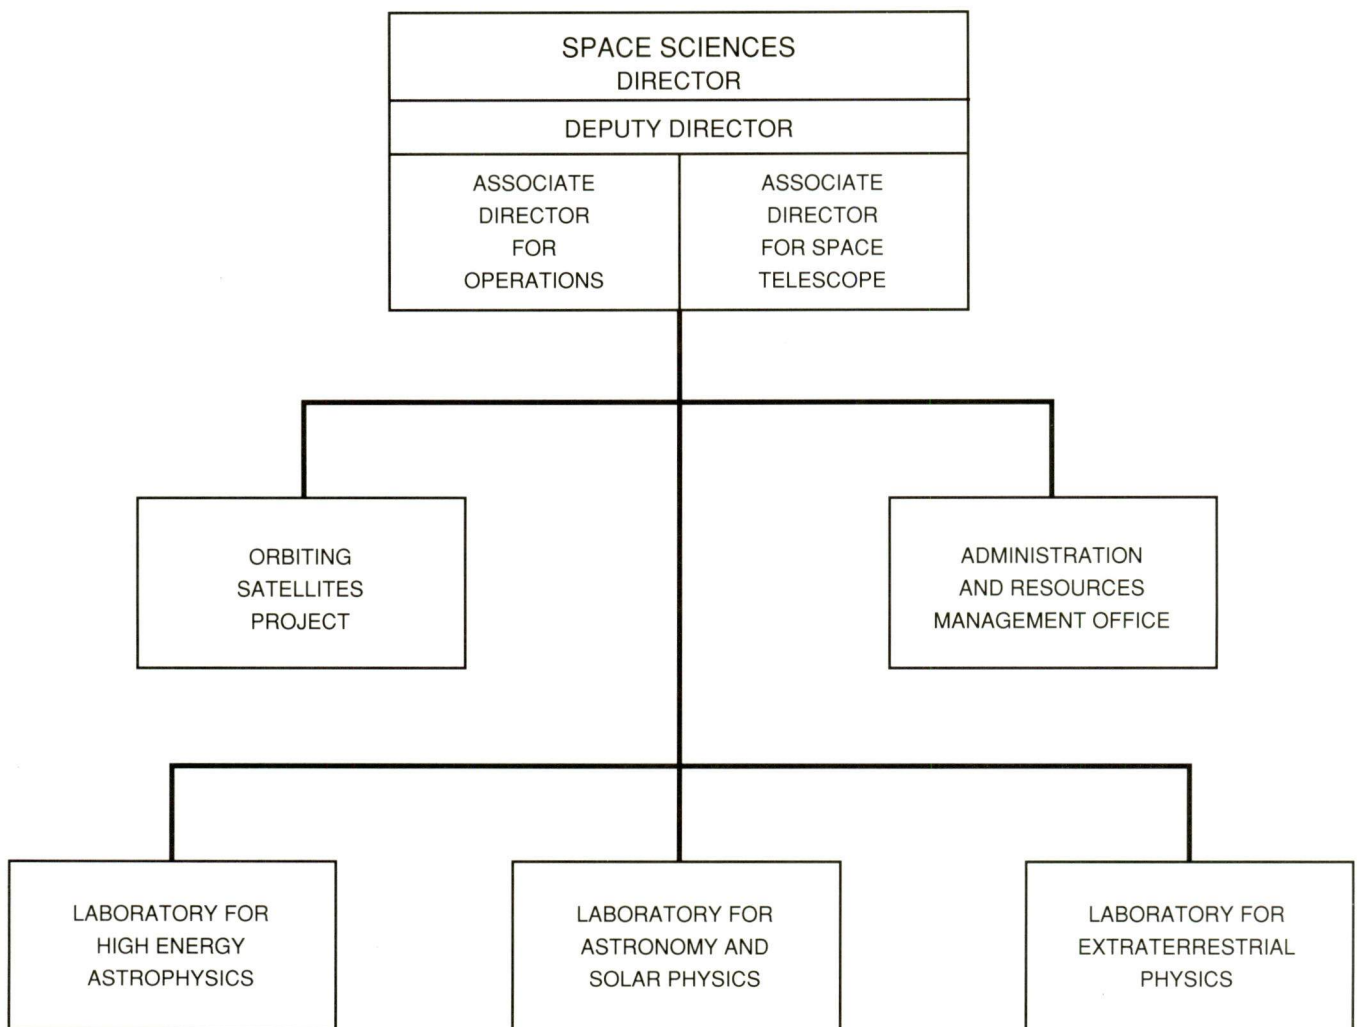 SPACE SCIENCES
DIRECTOR
DEPUTY DIRECTOR
ASSOCIATE
DIRECTOR
FOR
OPERATIONS
ASSOCIATE
DIRECTOR
FOR SPACE
TELESCOPE
ORBITING
SATELLITES
PROJECT
ADMINISTRATION
AND RESOURCES
MANAGEMENT OFFICE
LABORATORY FOR
HIGH ENERGY
ASTROPHYSICS
LABORATORY FOR
ASTRONOMY AND
SOLAR PHYSICS
LABORATORY FOR
EXTRATERRESTRIAL
PHYSICS